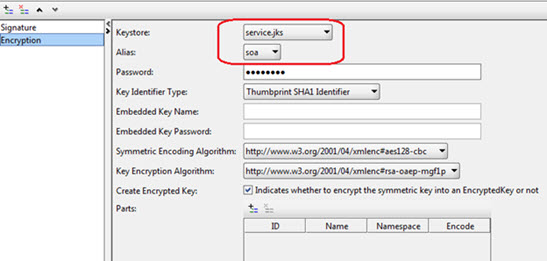 Signature
Encryption
Keystore: service.jks
Alias: soa
Password: ••••••••
Key Identifier Type: Thumbprint SHA1 Identifier
Embedded Key Name:
Embedded Key Password:
Symmetric Encoding Algorithm: http://www.w3.org/2001/04/xmlenc#aes128-cbc
Key Encryption Algorithm: http://www.w3.org/2001/04/xmlenc#rsa-oaep-mgf1p
Create Encrypted Key: Indicates whether to encrypt the symmetric key into an EncryptedKey or not
Parts:
ID Name Namespace Encode